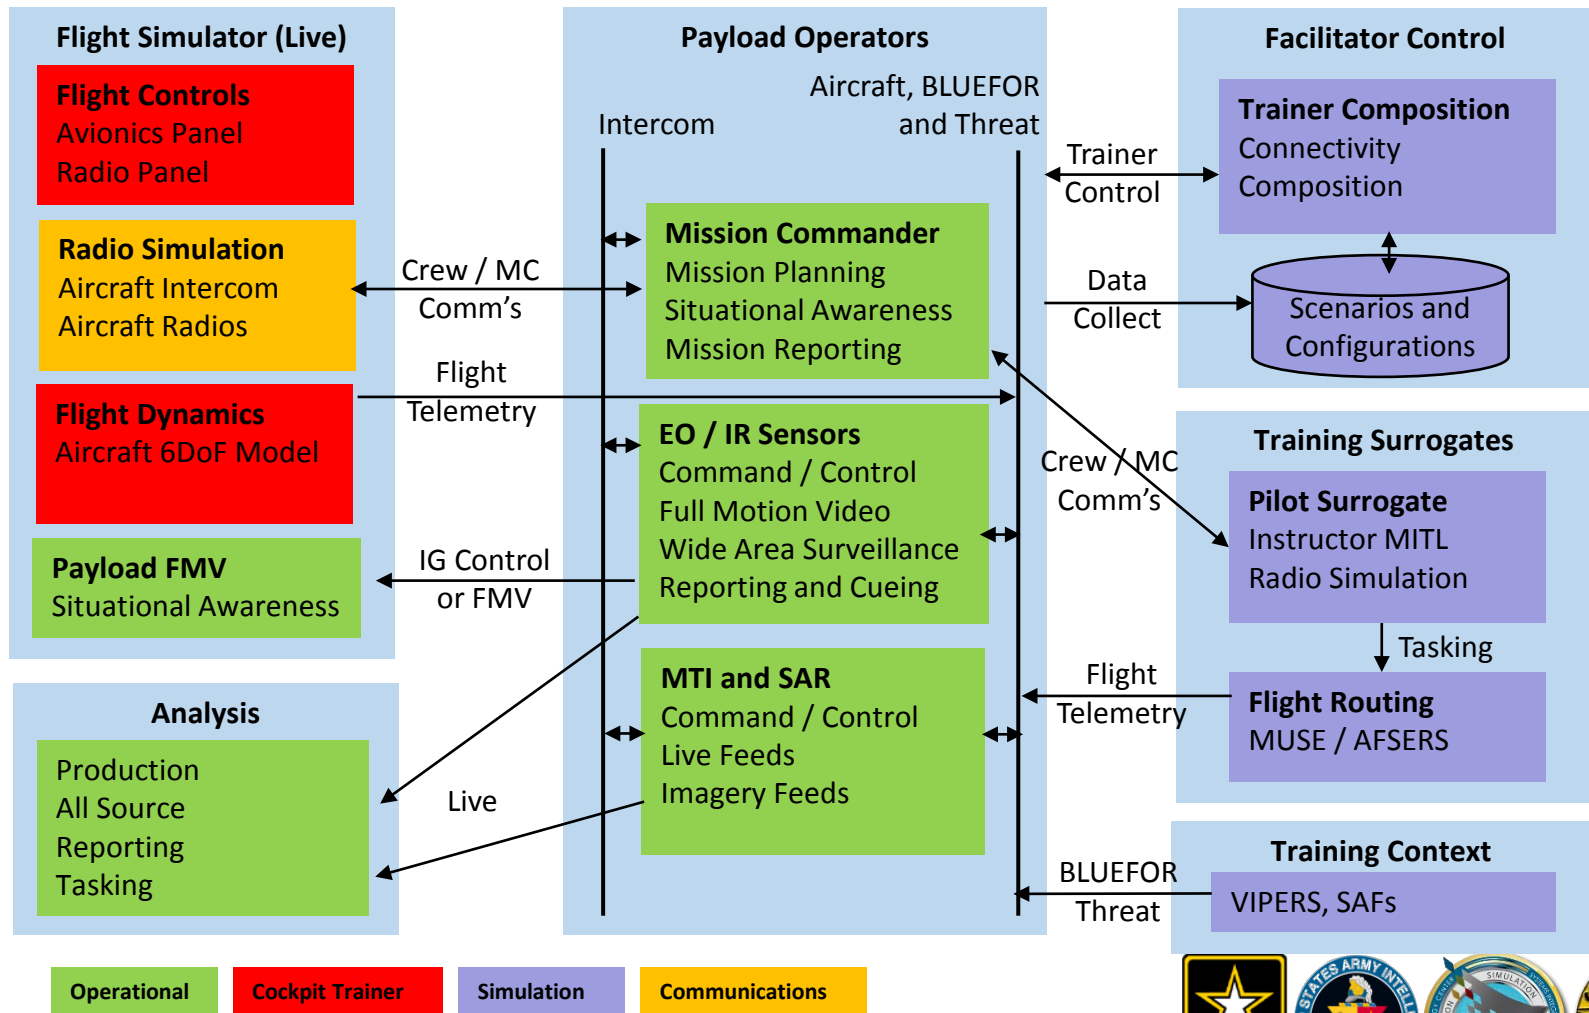 Flight Simulator (Live)
Flight Controls
Avionics Panel
Radio Panel
Radio Simulation
Aircraft Intercom
Aircraft Radios
Flight Dynamics
Aircraft 6DoF Model
Payload FMV
Situational Awareness
Analysis
Production
All Source
Reporting
Tasking
Crew / MC
Comm's
Flight
Telemetry
IG Control
or FMV
Live
Payload Operators
Intercom
Aircraft, BLUEFOR
and Threat
Mission Commander
Mission Planning
Situational Awareness
Mission Reporting
EO / IR Sensors
Command / Control
Full Motion Video
Wide Area Surveillance
Reporting and Cueing
MTI and SAR
Command / Control
Live Feeds
Imagery Feeds
Trainer
Control
Data
Collect
Crew / MC
Comm's
Flight
Telemetry
BLUEFOR
Threat
Facilitator Control
Trainer Composition
Connectivity
Composition
Scenarios and
Configurations
Training Surrogates
Pilot Surrogate
Instructor MITL
Radio Simulation
Tasking
Flight Routing
MUSE / AFSERS
Training Context
VIPERS, SAFs
Operational
Cockpit Trainer
Simulation
Communications
STATES ARMY INTELL
SIMULATION